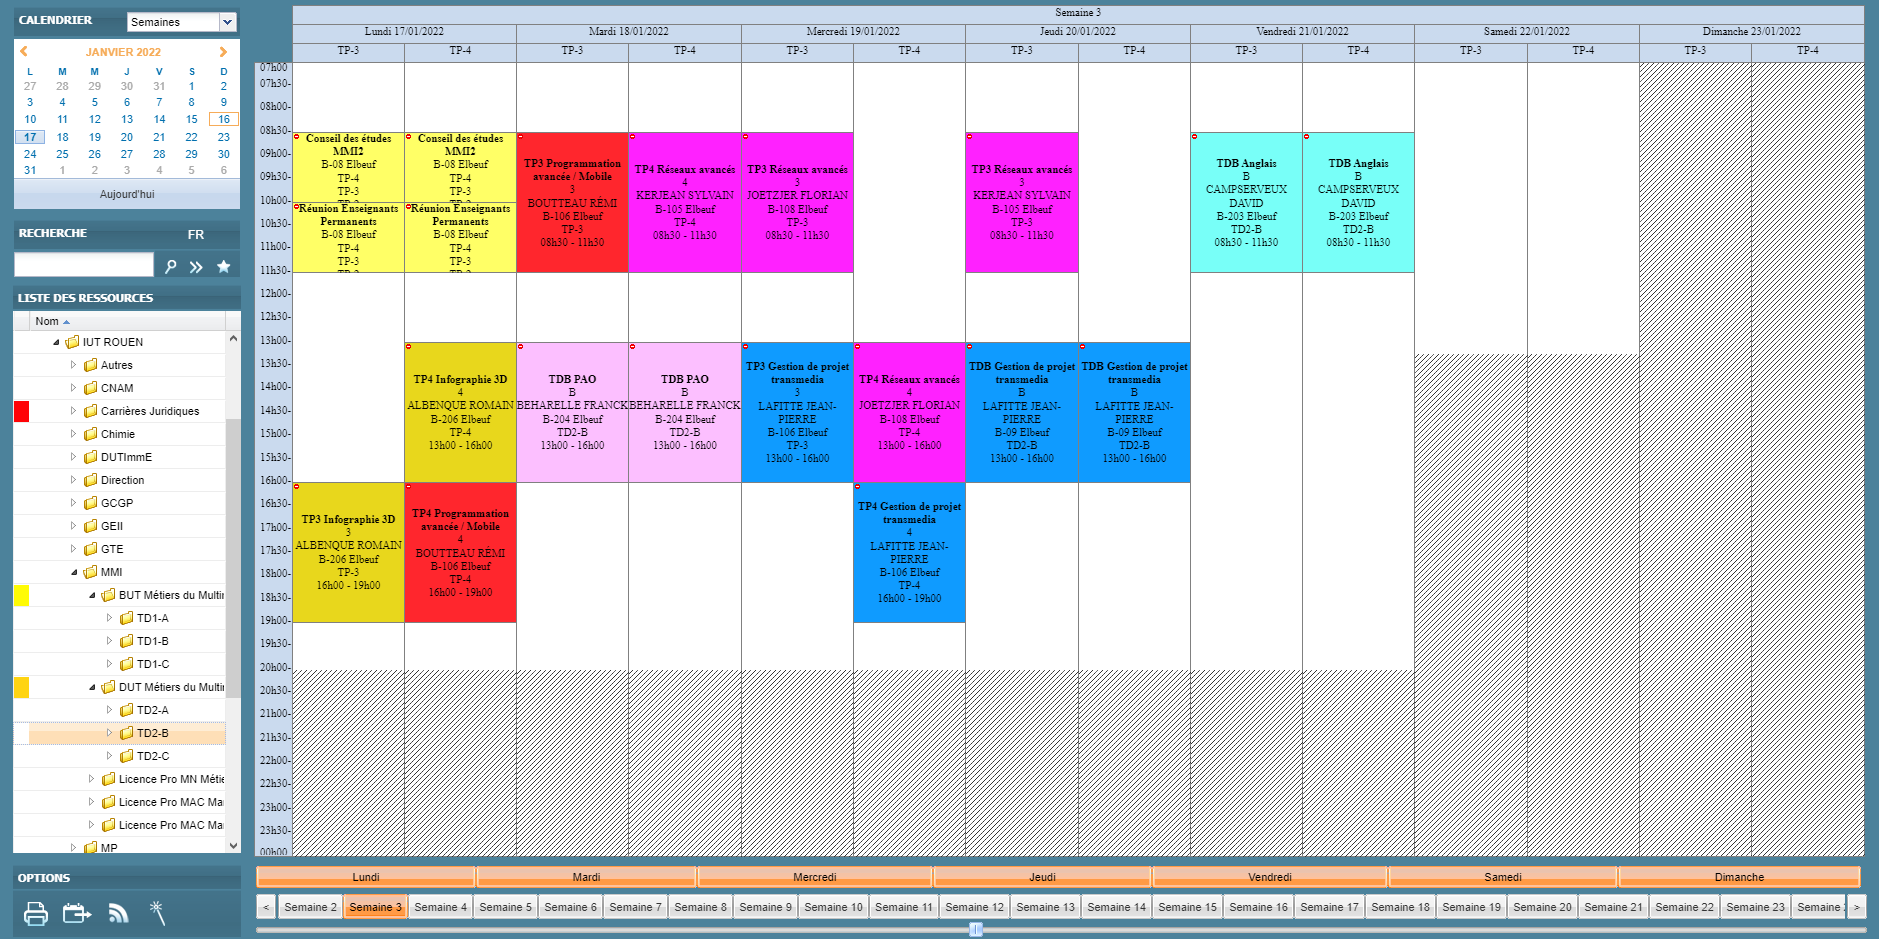 CALENDRIER
Semaines
JANVIER 2022
L M M J V S D
27 28 29 30 31 1 2
3 4 5 6 7 8 9
10 11 12 13 14 15 16
17 18 19 20 21 22 23
24 25 26 27 28 29 30
31 1 2 3 4 5 6
Aujourd'hui
RECHERCHE FR
LISTE DES RESSOURCES
Nom
IUT ROUEN
Autres
CNAM
Carrières Juridiques
Chimie
DUTImmE
Direction
GCGP
GEII
GTE
MMI
BUT Métiers du Multir
TD1-A
TD1-B
TD1-C
DUT Métiers du Multir
TD2-A
TD2-B
TD2-C
Licence Pro MN Métie
Licence Pro MAC Mai
Licence Pro MAC Mai
MP
OPTIONS
Semaine 3
Lundi 17/01/2022 Mardi 18/01/2022 Mercredi 19/01/2022 Jeudi 20/01/2022 Vendredi 21/01/2022 Samedi 22/01/2022 Dimanche 23/01/2022
TP-3 TP-4 TP-3 TP-4 TP-3 TP-4 TP-3 TP-4 TP-3 TP-4 TP-3 TP-4 TP-3 TP-4
07h00
07h30-
08h00-
08h30-
09h00-
09h30-
10h00-
10h30-
11h00-
11h30-
12h00-
12h30-
13h00-
13h30-
14h00-
14h30-
15h00-
15h30-
16h00-
16h30-
17h00-
17h30-
18h00-
18h30-
19h00-
19h30-
20h00-
20h30-
21h00-
21h30-
22h00-
22h30-
23h00-
23h30-
00h00
Conseil des études
MMI2
B-08 Elbeuf
TP-4
TP-3
Conseil des études
MMI2
B-08 Elbeuf
TP-4
TP-3
Réunion Enseignants
Permanents
B-08 Elbeuf
TP-4
TP-3
Réunion Enseignants
Permanents
B-08 Elbeuf
TP-4
TP-3
TP3 Programmation
avancée / Mobile
3
BOUTTEAU RÉMI
B-106 Elbeuf
TP-3
08h30 - 11h30
TP4 Réseaux avancés
4
KERJEAN SYLVAIN
B-105 Elbeuf
TP-4
08h30 - 11h30
TP3 Réseaux avancés
3
JOETZJER FLORIAN
B-108 Elbeuf
TP-3
08h30 - 11h30
TP3 Réseaux avancés
3
KERJEAN SYLVAIN
B-105 Elbeuf
TP-3
08h30 - 11h30
TDB Anglais
B
CAMPSERVEUX
DAVID
B-203 Elbeuf
TD2-B
08h30 - 11h30
TDB Anglais
B
CAMPSERVEUX
DAVID
B-203 Elbeuf
TD2-B
08h30 - 11h30
TP4 Infographie 3D
4
ALBENQUE ROMAIN
B-206 Elbeuf
TP-4
13h00 - 16h00
TDB PAO
B
BEHARELLE FRANCK
B-204 Elbeuf
TD2-B
13h00 - 16h00
TDB PAO
B
BEHARELLE FRANCK
B-204 Elbeuf
TD2-B
13h00 - 16h00
TP3 Gestion de projet
transmedia
3
LAFITTE JEAN-
PIERRE
B-106 Elbeuf
TP-3
13h00 - 16h00
TP4 Réseaux avancés
4
JOETZJER FLORIAN
B-108 Elbeuf
TP-4
13h00 - 16h00
TDB Gestion de projet
transmedia
B
LAFITTE JEAN-
PIERRE
B-09 Elbeuf
TD2-B
13h00 - 16h00
TDB Gestion de projet
transmedia
B
LAFITTE JEAN-
PIERRE
B-09 Elbeuf
TD2-B
13h00 - 16h00
TP3 Infographie 3D
3
ALBENQUE ROMAIN
B-206 Elbeuf
TP-3
16h00 - 19h00
TP4 Programmation
avancée / Mobile
4
BOUTTEAU RÉMI
B-106 Elbeuf
TP-4
16h00 - 19h00
TP4 Gestion de projet
transmedia
4
LAFITTE JEAN-
PIERRE
B-106 Elbeuf
TP-4
16h00 - 19h00
Lundi Mardi Mercredi Jeudi Vendredi Samedi Dimanche
< Semaine 2 Semaine 3 Semaine 4 Semaine 5 Semaine 6 Semaine 7 Semaine 8 Semaine 9 Semaine 10 Semaine 11 Semaine 12 Semaine 13 Semaine 14 Semaine 15 Semaine 16 Semaine 17 Semaine 18 Semaine 19 Semaine 20 Semaine 21 Semaine 22 Semaine 23 Semaine >